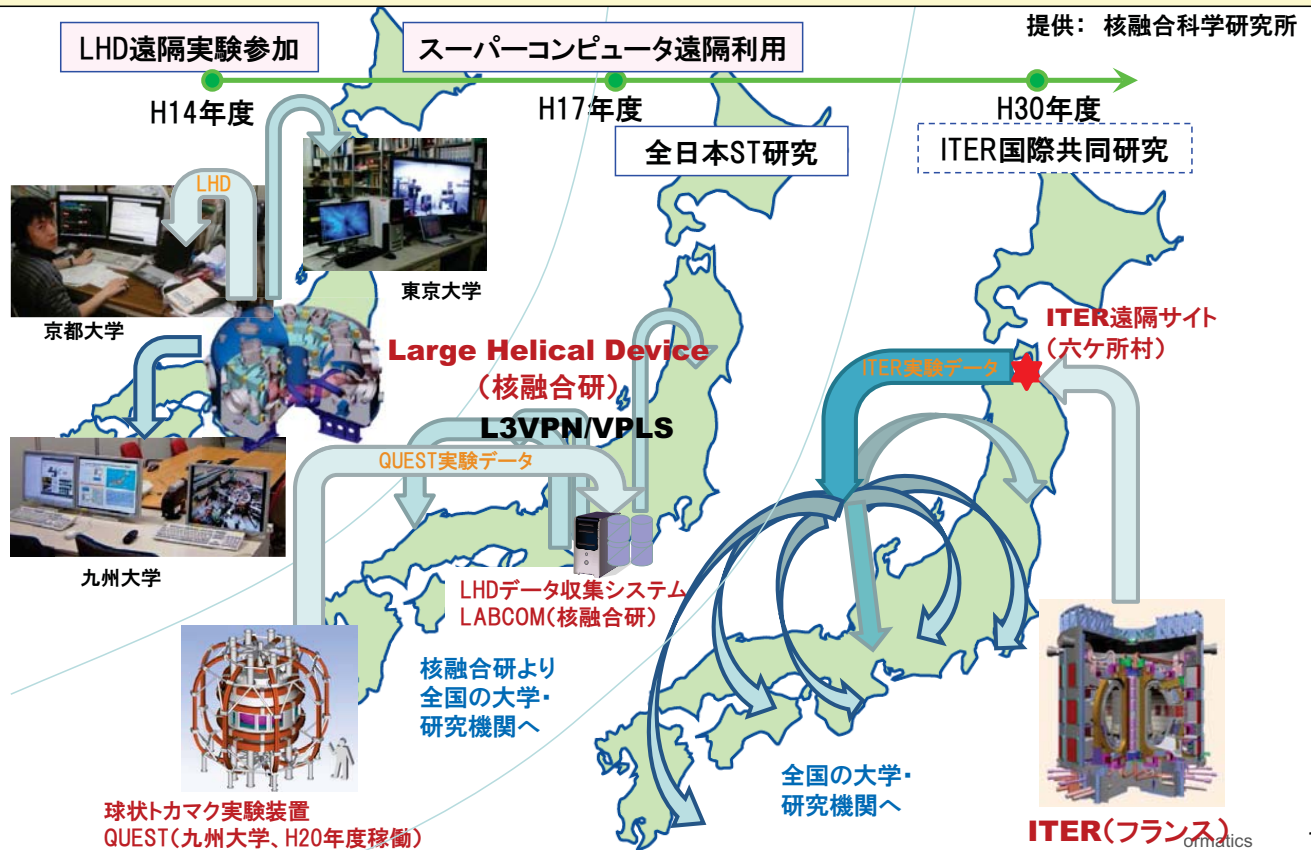 提供： 核融合科学研究所
LHD遠隔実験参加
スーパーコンピュータ遠隔利用
H14年度
H17年度
H30年度
全日本ST研究
ITER国際共同研究
LHD
東京大学
京都大学
Large Helical Device
（核融合研）
L3VPN/VPLS
QUEST実験データ
九州大学
LHDデータ収集システム
LABCOM（核融合研）
核融合研より
全国の大学・
研究機関へ
球状トカマク実験装置
QUEST（九州大学、H20年度稼働）
ITER遠隔サイト
（六ケ所村）
ITER実験データ
全国の大学・
研究機関へ
ITER（フランス）
ormatics